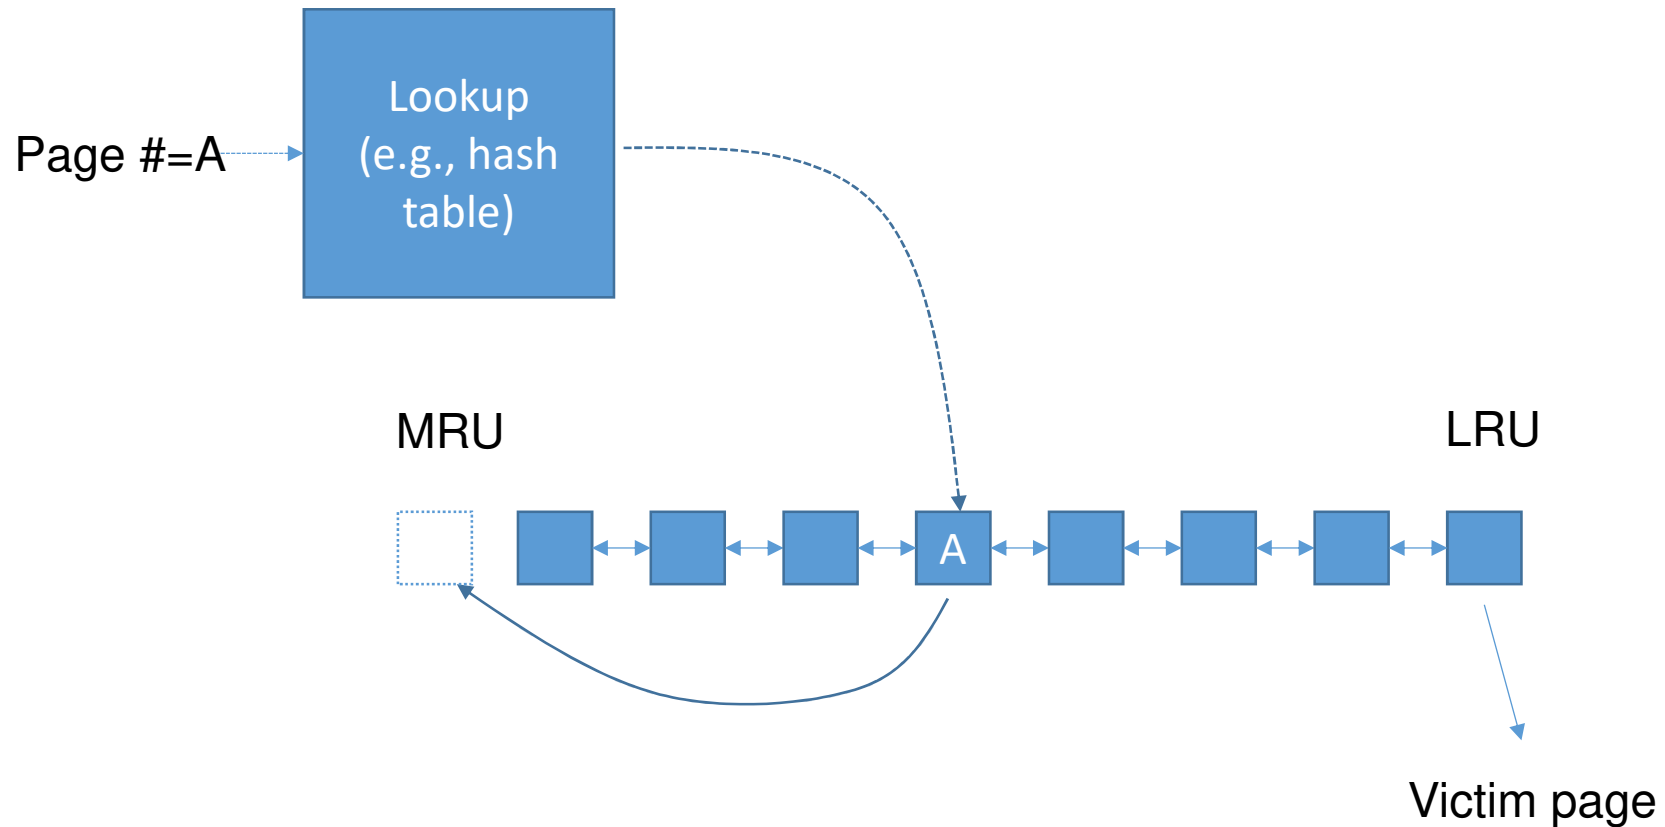 Lookup
(e.g., hash
table)
Page #=A
MRU
LRU
A
Victim page